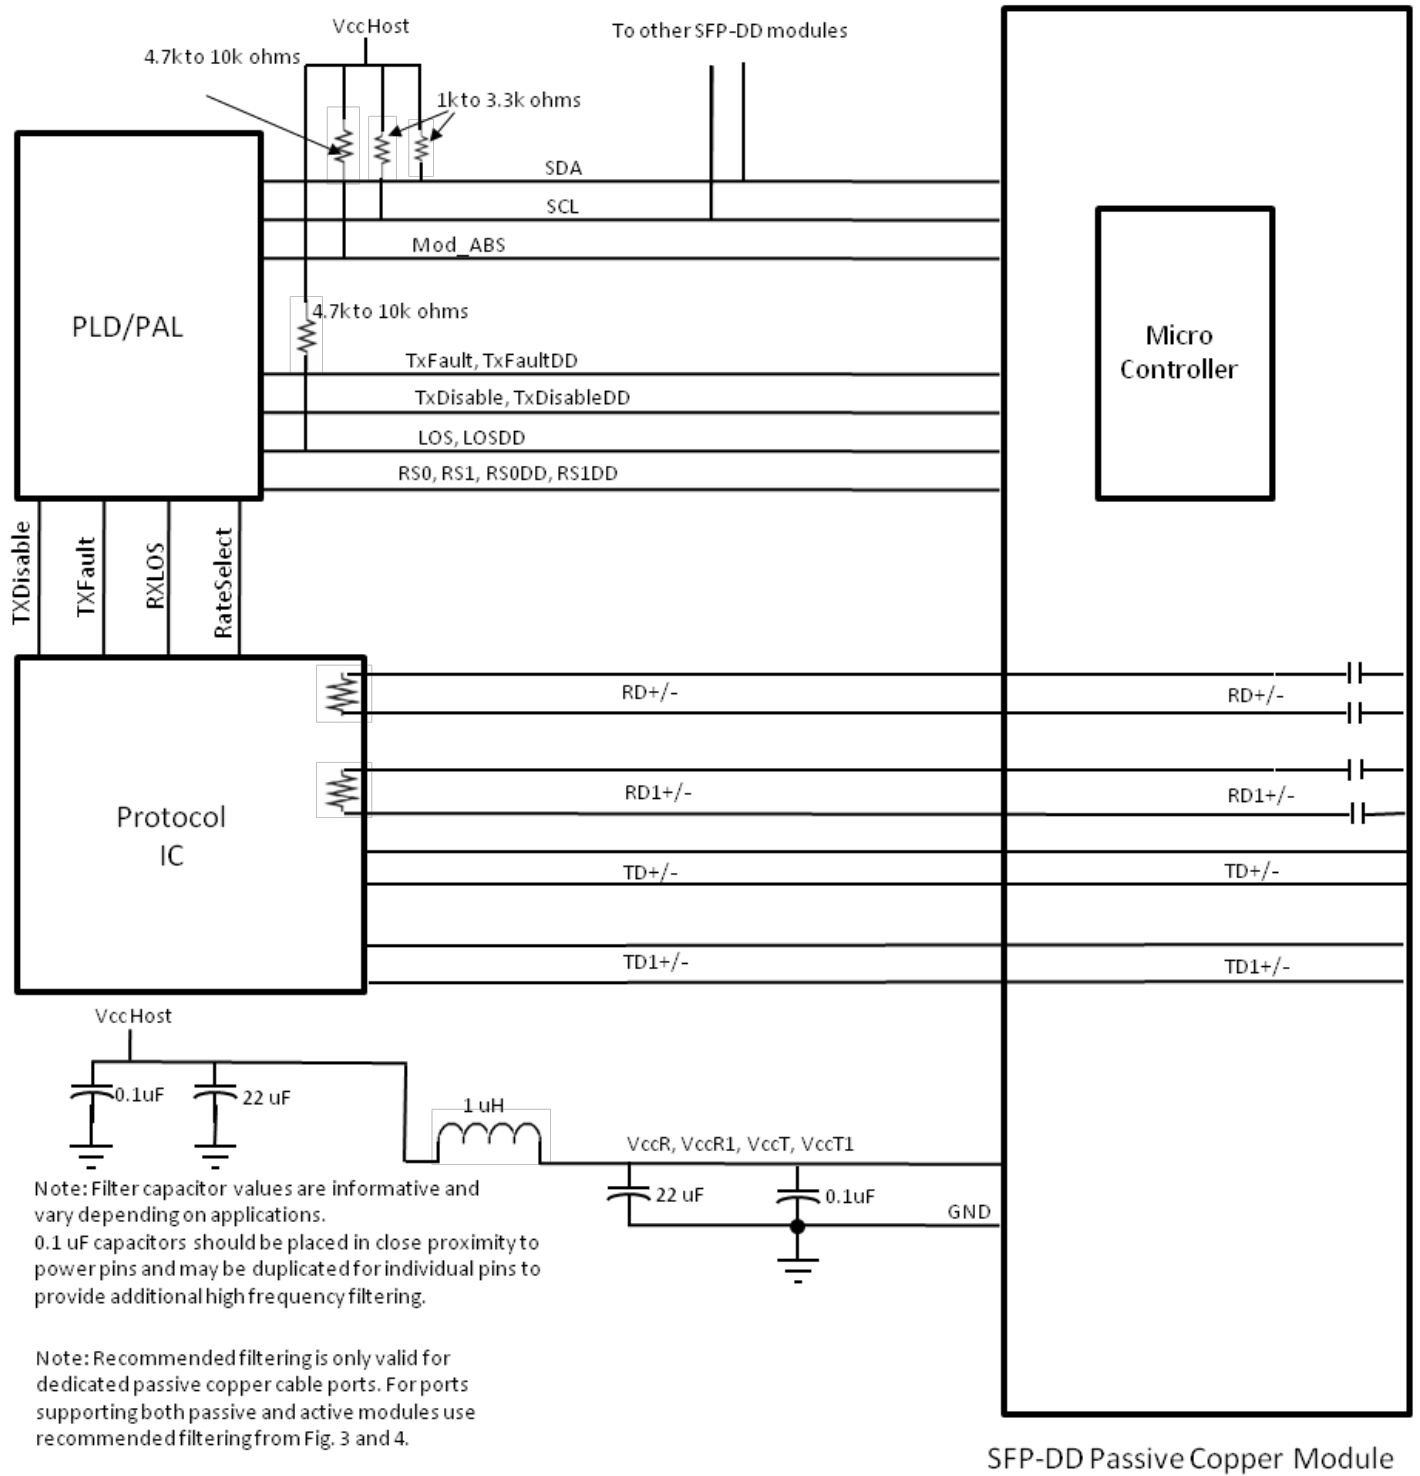 Vcc Host
To other SFP-DD modules
4.7k to 10k ohms
1k to 3.3k ohms
SDA
SCL
Mod_ABS
4.7k to 10k ohms
PLD/PAL
Micro
Controller
TxFault, TxFaultDD
TxDisable, TxDisableDD
LOS, LOSDD
RS0, RS1, RS0DD, RS1DD
TXDisable
TXFault
RXLOS
RateSelect
RD+/-
RD+/-
RD1+/-
RD1+/-
Protocol
IC
TD+/-
TD+/-
TD1+/-
TD1+/-
Vcc Host
0.1uF
22 uF
1 uH
VccR, VccR1, VccT, VccT1
22 uF
0.1uF
GND
Note: Filter capacitor values are informative and
vary depending on applications.
0.1 uF capacitors should be placed in close proximity to
power pins and may be duplicated for individual pins to
provide additional high frequency filtering.
Note: Recommended filtering is only valid for
dedicated passive copper cable ports. For ports
supporting both passive and active modules use
recommended filtering from Fig. 3 and 4.
SFP-DD Passive Copper Module